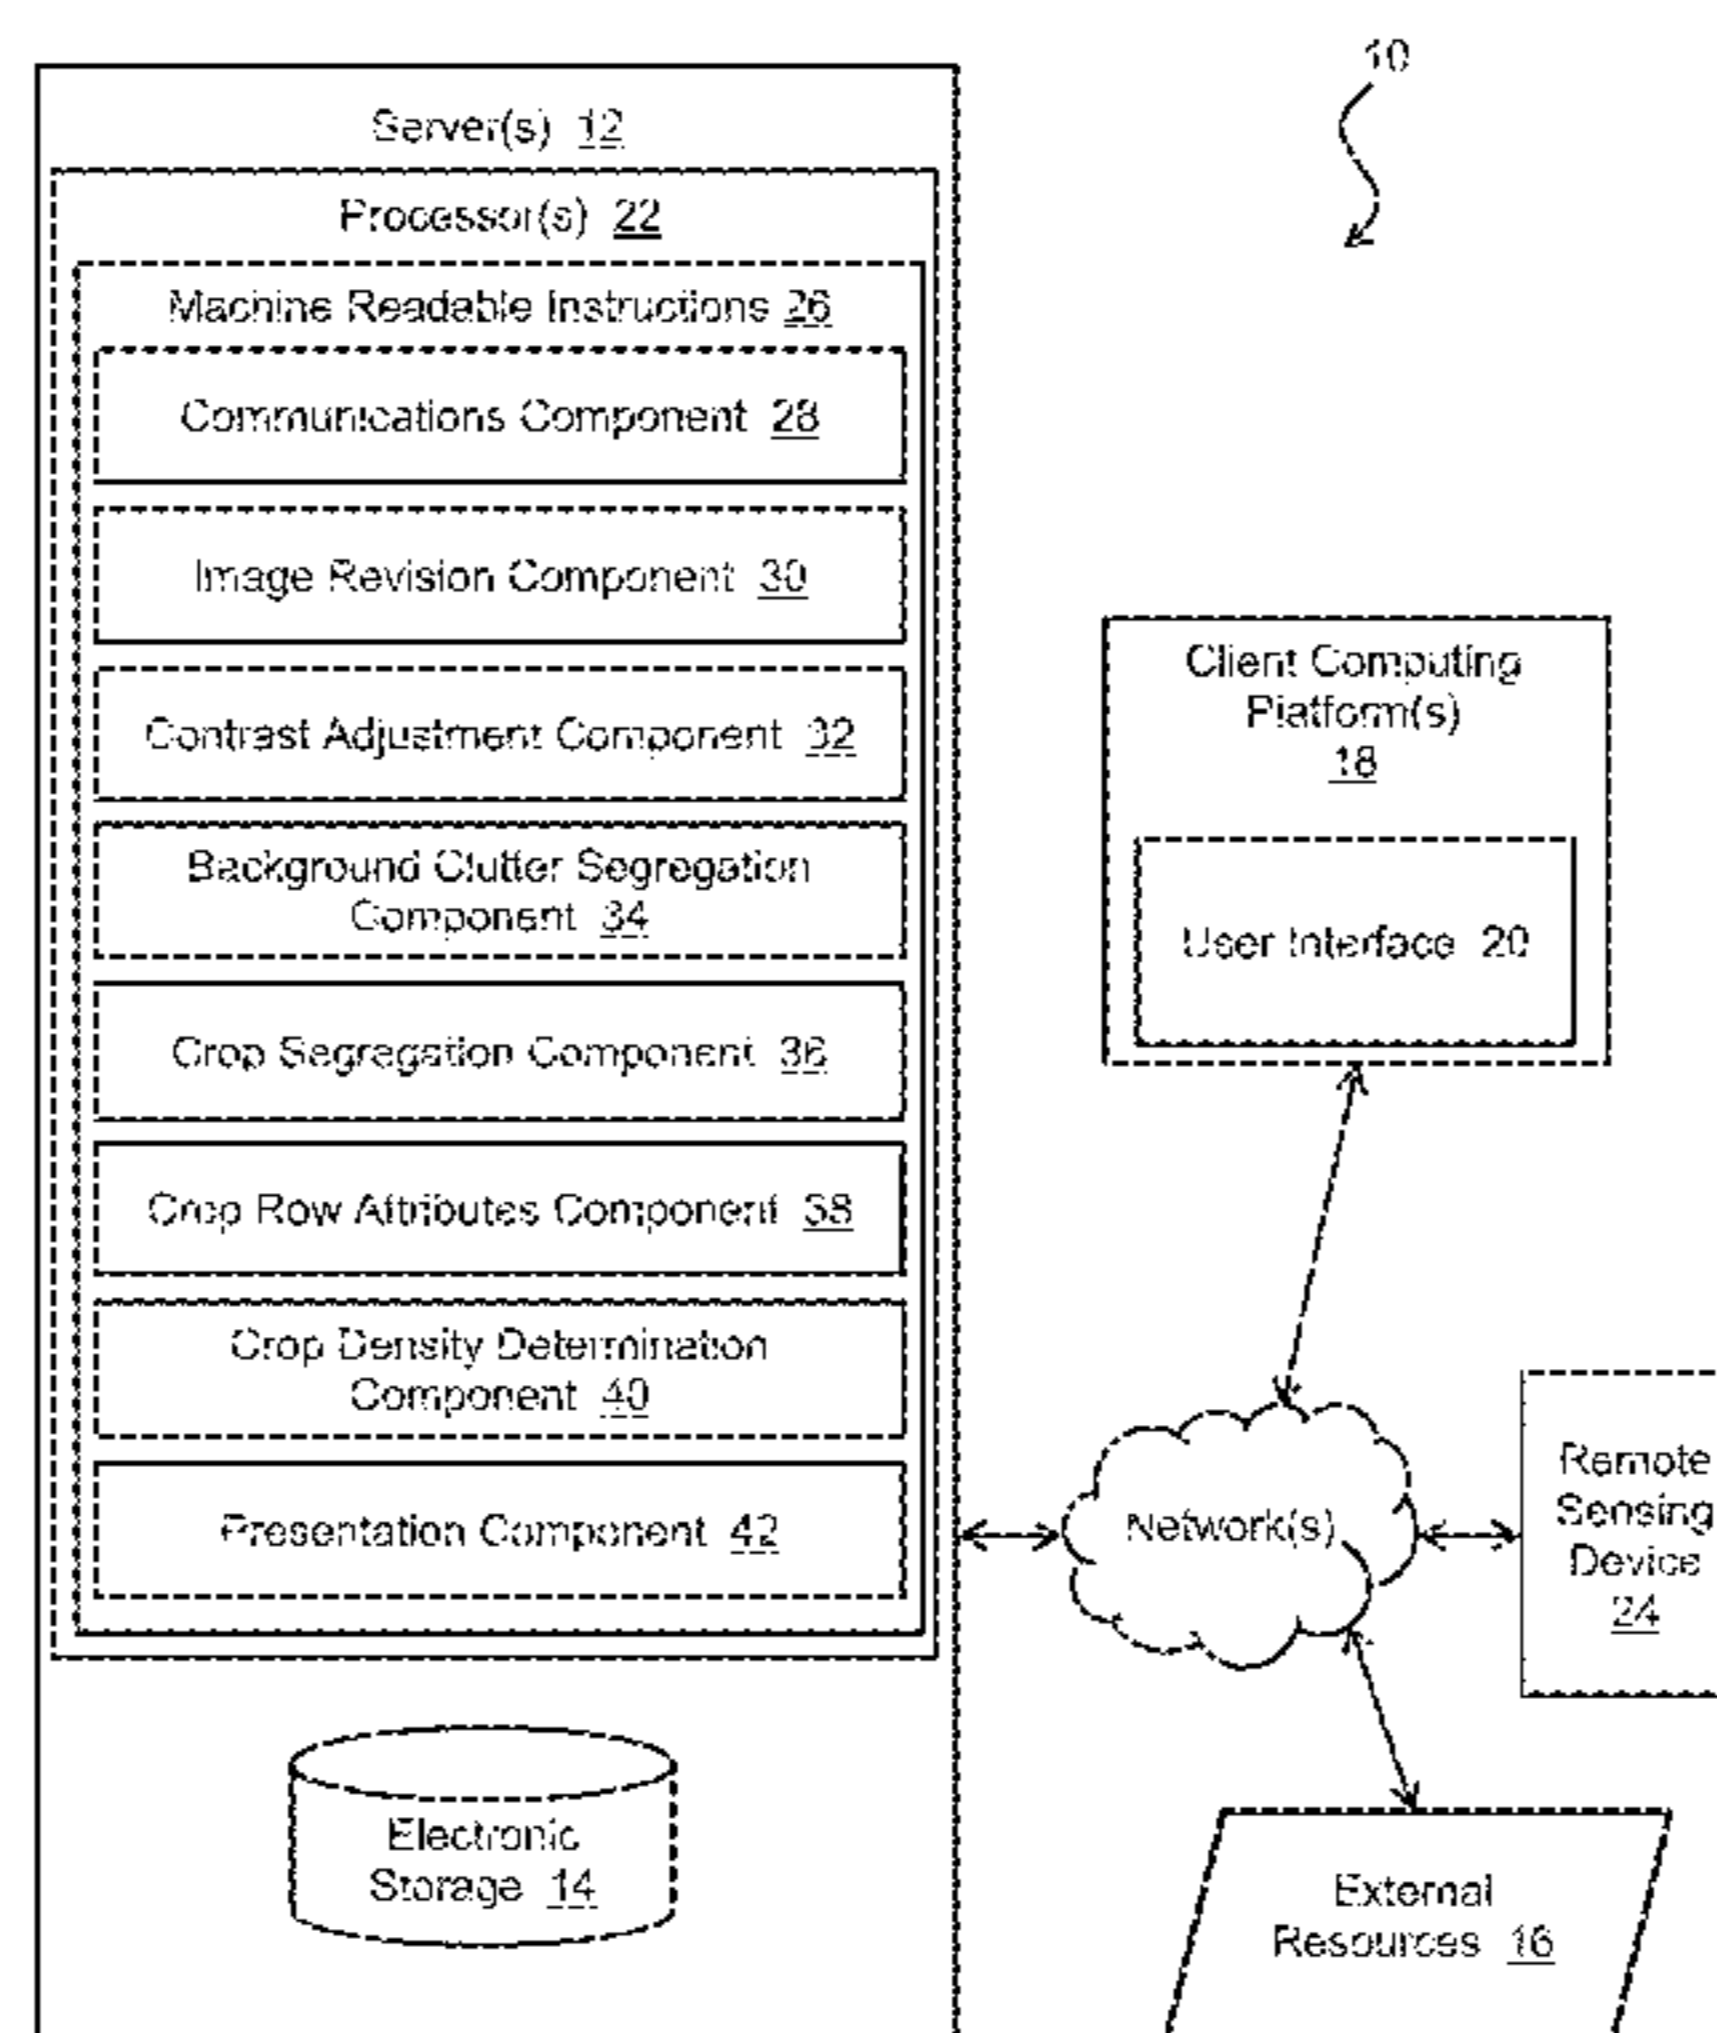 10
Server(s) 12
Processor(s) 22
Machine Readable Instructions 26
Communications Component 28
Image Revision Component 30
Contrast Adjustment Component 32
Background Clutter Segregation
Component 34
Crop Segregation Component 36
Crop Row Attributes Component 38
Crop Density Determination
Component 40
Presentation Component 42
Electronic
Storage 14
Client Computing
Platform(s)
18
User Interface 20
Network(s)
Remote
Sensing
Device
24
External
Resources 16